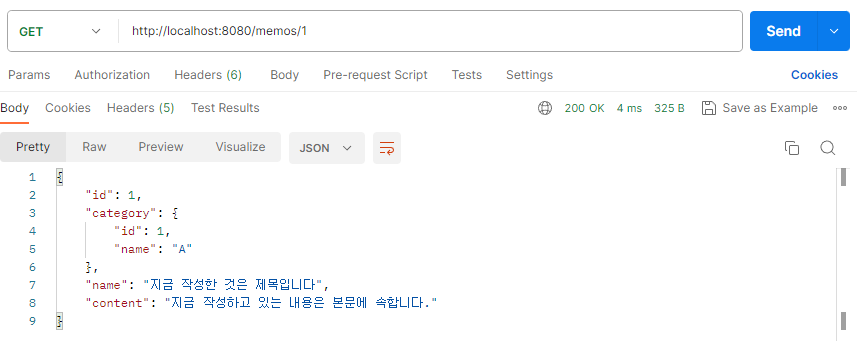 GET http://localhost:8080/memos/1 Send
Params Authorization Headers (6) Body Pre-request Script Tests Settings Cookies
Body Cookies Headers (5) Test Results 200 OK 4 ms 325 B Save as Example
Pretty Raw Preview Visualize JSON
1 {
2 "id": 1,
3 "category": {
4 "id": 1,
5 "name": "A"
6 },
7 "name": "지금 작성한 것은 제목입니다",
8 "content": "지금 작성하고 있는 내용은 본문에 속합니다."
9 }